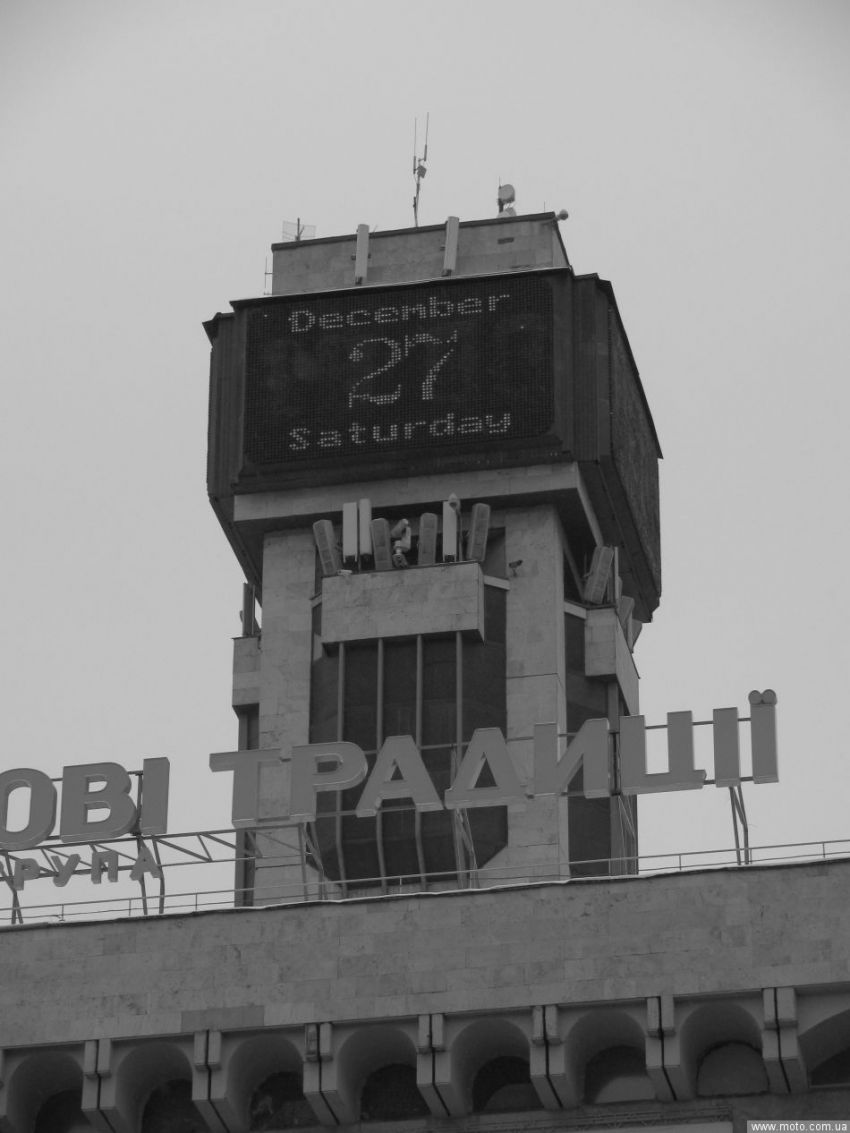 December
27
Saturday
ОВІ ТРАДИЦІЇ
РУПА
www.moto.com.ua